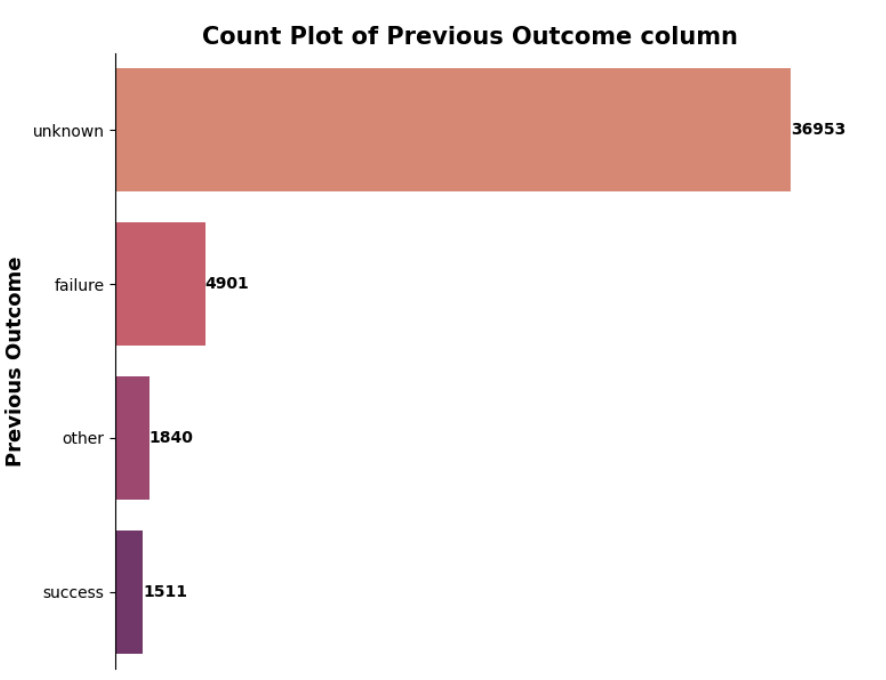 Count Plot of Previous Outcome column
Previous Outcome
unknown
36953
failure
4901
other
1840
success
1511